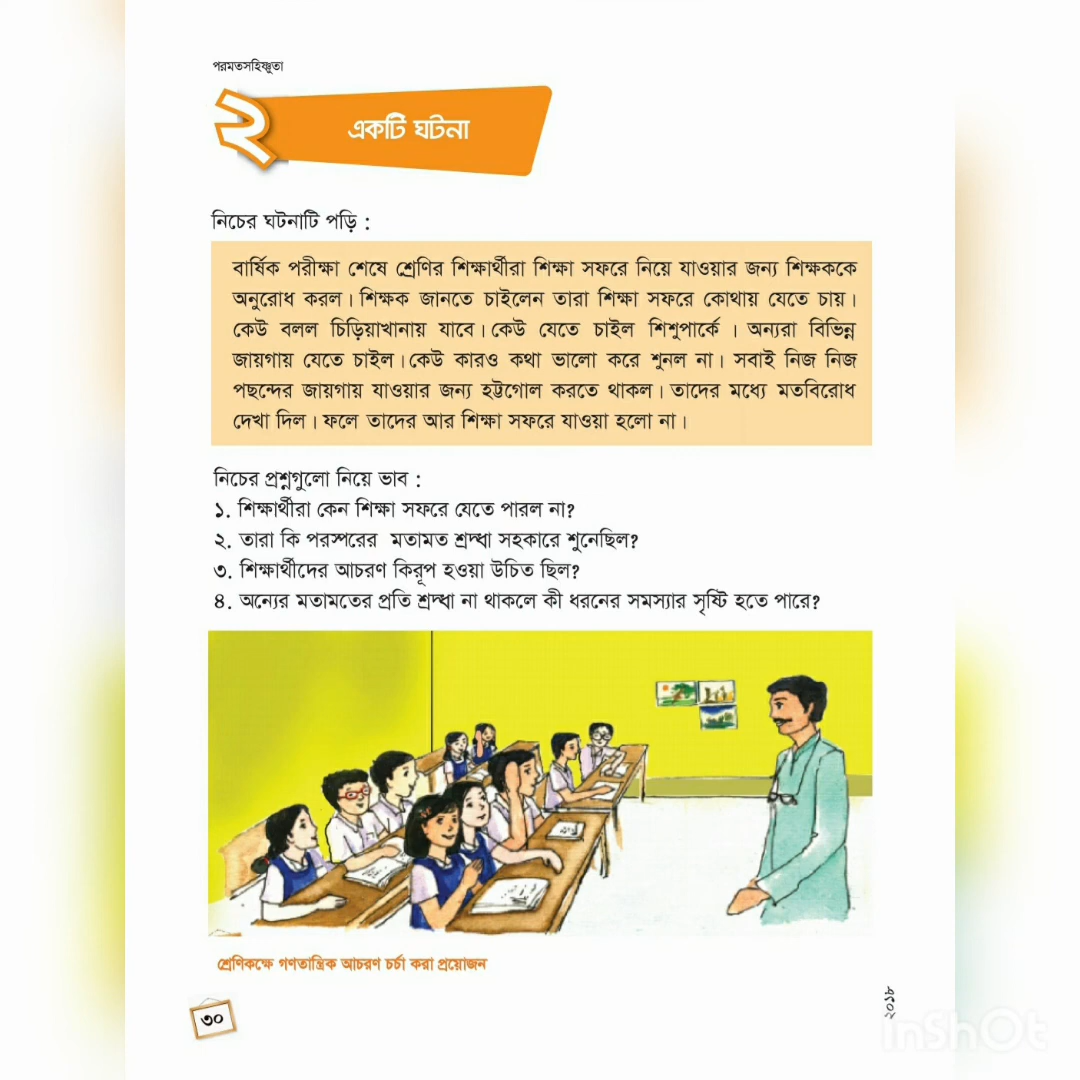 পরমতসহিষ্ণুতা
২
একটি ঘটনা
নিচের ঘটনাটি পড়ি :
বার্ষিক পরীক্ষা শেষে শ্রেণির শিক্ষার্থীরা শিক্ষা সফরে নিয়ে যাওয়ার জন্য শিক্ষককে
অনুরোধ করল। শিক্ষক জানতে চাইলেন তারা শিক্ষা সফরে কোথায় যেতে চায়।
কেউ বলল চিড়িয়াখানায় যাবে। কেউ যেতে চাইল শিশুপার্কে । অন্যরা বিভিন্ন
জায়গায় যেতে চাইল। কেউ কারও কথা ভালো করে শুনল না। সবাই নিজ নিজ
পছন্দের জায়গায় যাওয়ার জন্য হট্টগোল করতে থাকল। তাদের মধ্যে মতবিরোধ
দেখা দিল। ফলে তাদের আর শিক্ষা সফরে যাওয়া হলো না।
নিচের প্রশ্নগুলো নিয়ে ভাব :
১. শিক্ষার্থীরা কেন শিক্ষা সফরে যেতে পারল না?
২. তারা কি পরস্পরের মতামত শ্রদ্ধা সহকারে শুনেছিল?
৩. শিক্ষার্থীদের আচরণ কিরূপ হওয়া উচিত ছিল?
৪. অন্যের মতামতের প্রতি শ্রদ্ধা না থাকলে কী ধরনের সমস্যার সৃষ্টি হতে পারে?
শ্রেণিকক্ষে গণতান্ত্রিক আচরণ চর্চা করা প্রয়োজন
৩০
২০১৮
InShOt